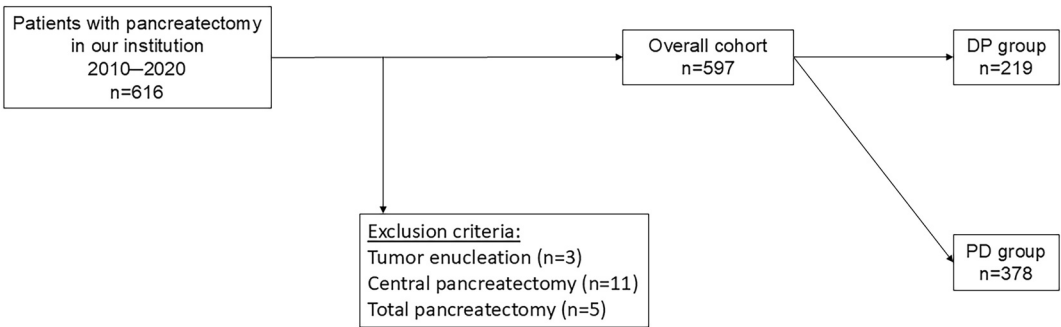 Patients with pancreatectomy
in our institution
2010—2020
n=616
Overall cohort
n=597
DP group
n=219
Exclusion criteria:
Tumor enucleation (n=3)
Central pancreatectomy (n=11)
Total pancreatectomy (n=5)
PD group
n=378